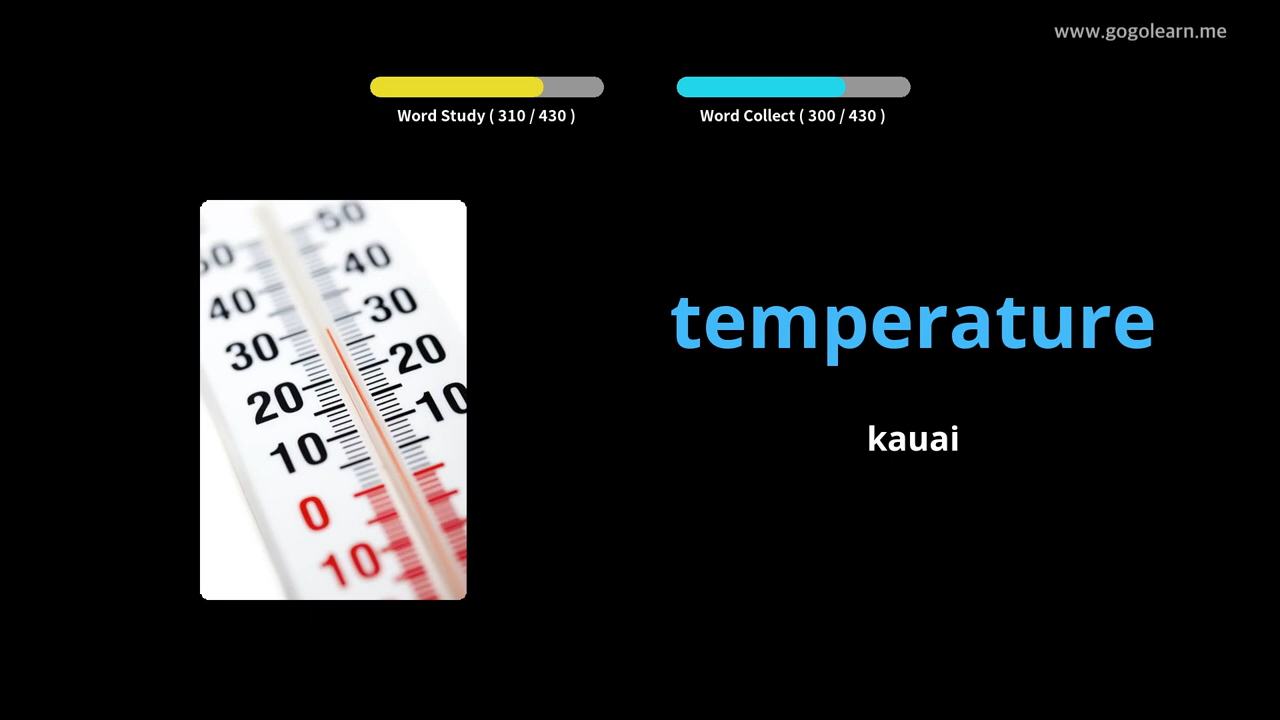 www.gogolearn.me
Word Study ( 310 / 430 )
Word Collect ( 300 / 430 )
50
40
40
30
30
20
20
10
10
0
10
temperature
kauai